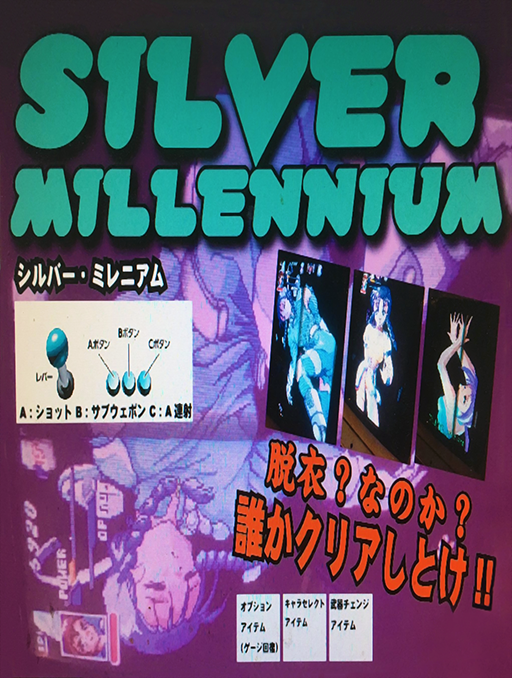 SILVER
MILLENNIUM
シルバー・ミレニアム
レバー
Aボタン
Bボタン
Cボタン
A:ショット B:サブウェポン C:A連射
脱衣?なのか?
誰かクリアしとけ!!
オプション
アイテム
(ゲージ回復)
キャラセレクト
アイテム
武器チェンジ
アイテム
POKER